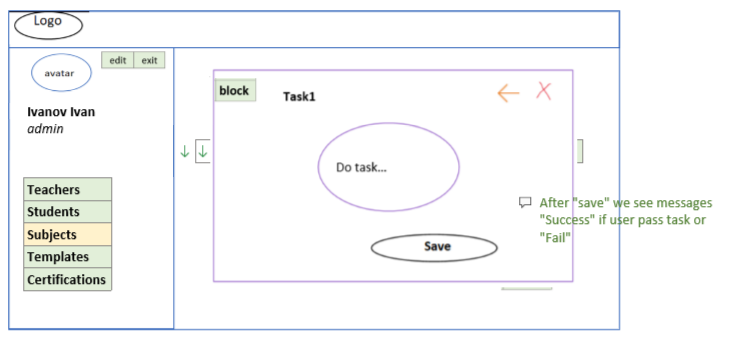 Logo
edit exit
avatar
Ivanov Ivan
admin
Teachers
Students
Subjects
Templates
Certifications
block
Task1
Do task...
Save
After "save" we see messages
"Success" if user pass task or
"Fail"